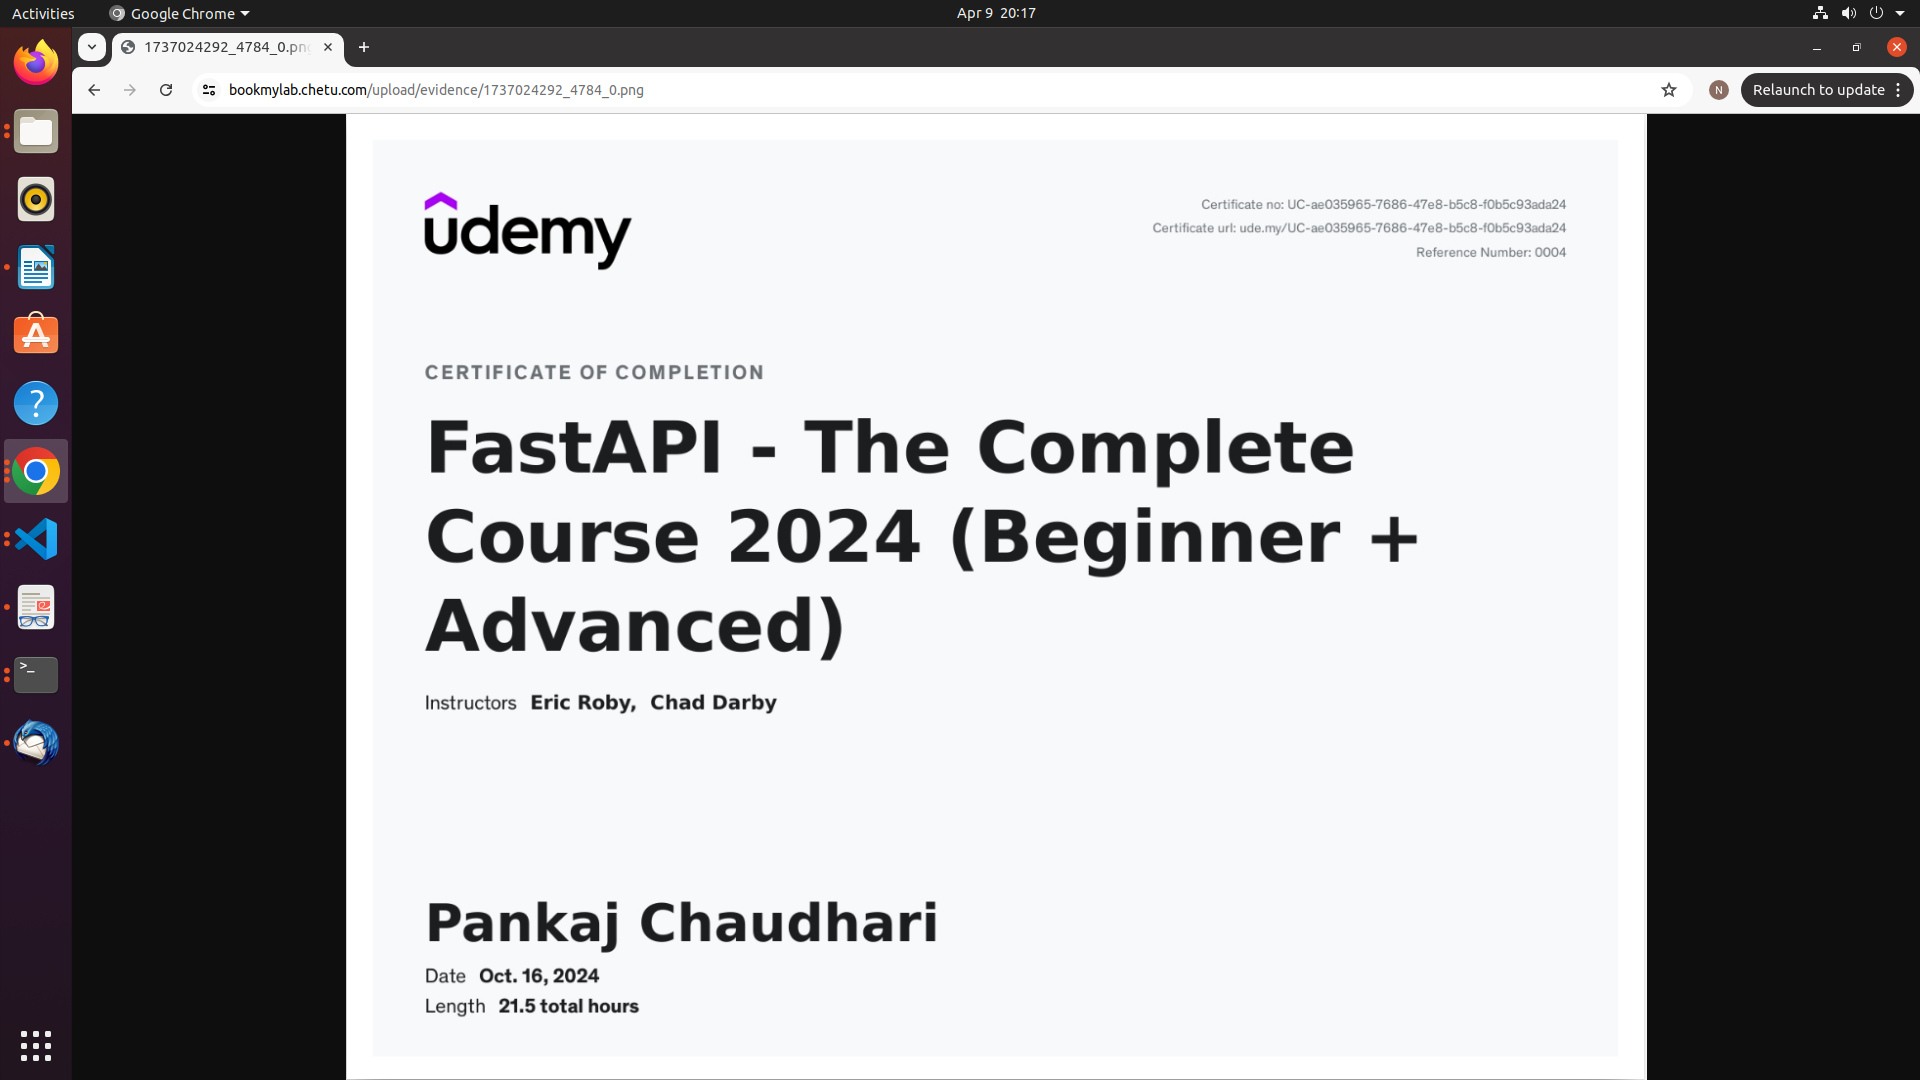 Activities
Google Chrome
Apr 9 20:17
1737024292_4784_0.png
bookmylab.chetu.com/upload/evidence/1737024292_4784_0.png
N
Relaunch to update
udemy
Certificate no: UC-ae035965-7686-47e8-b5c8-f0b5c93ada24
Certificate url: ude.my/UC-ae035965-7686-47e8-b5c8-f0b5c93ada24
Reference Number: 0004
CERTIFICATE OF COMPLETION
FastAPI - The Complete
Course 2024 (Beginner +
Advanced)
Instructors Eric Roby, Chad Darby
Pankaj Chaudhari
Date Oct. 16, 2024
Length 21.5 total hours